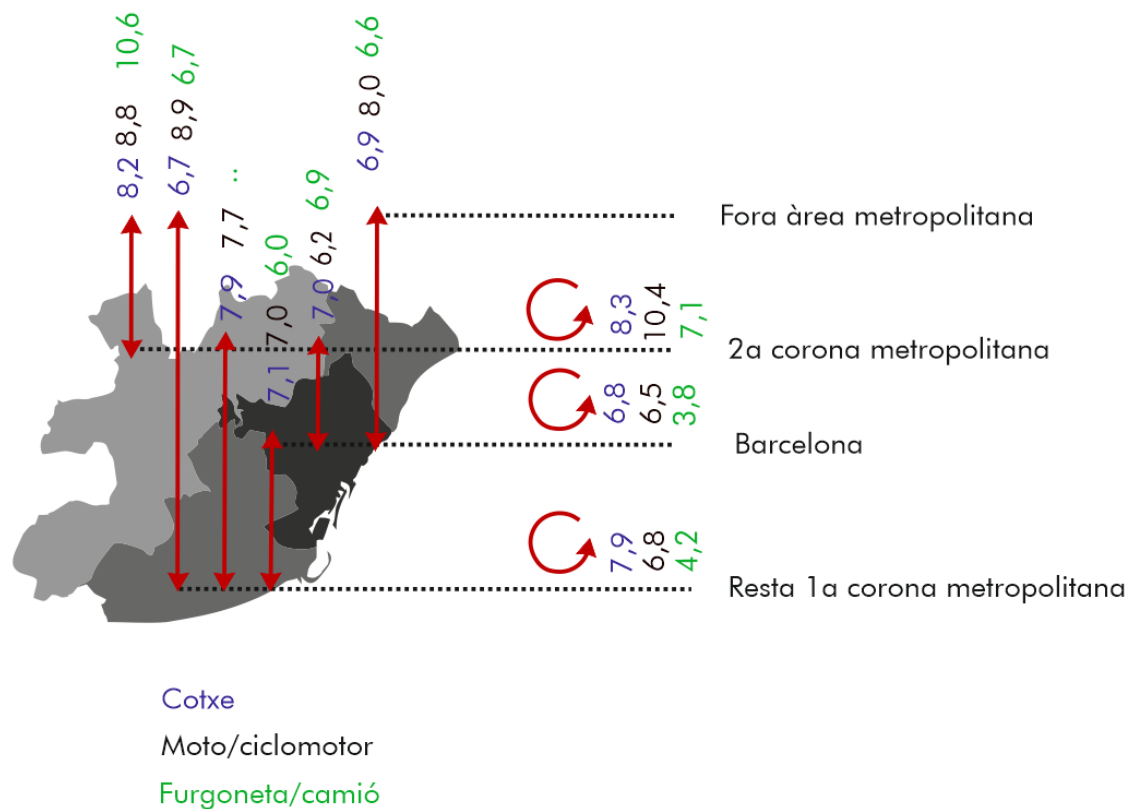 8,2 8,8 10,6
6,7 8,9 6,7
7,9 7,7 ..
7,1 7,0 6,0
7,0 6,2 6,9
6,9 8,0 6,6
Fora àrea metropolitana
8,3
10,4
7,1
2a corona metropolitana
6,8
6,5
3,8
Barcelona
7,9
6,8
4,2
Resta 1a corona metropolitana
Cotxe
Moto/ciclomotor
Furgoneta/camió